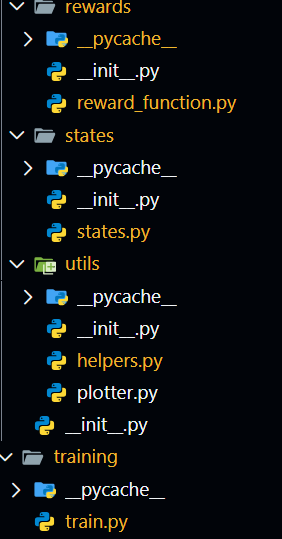 rewards
__pycache__
__init__.py
reward_function.py
states
__pycache__
__init__.py
states.py
utils
__pycache__
__init__.py
helpers.py
plotter.py
__init__.py
training
__pycache__
train.py